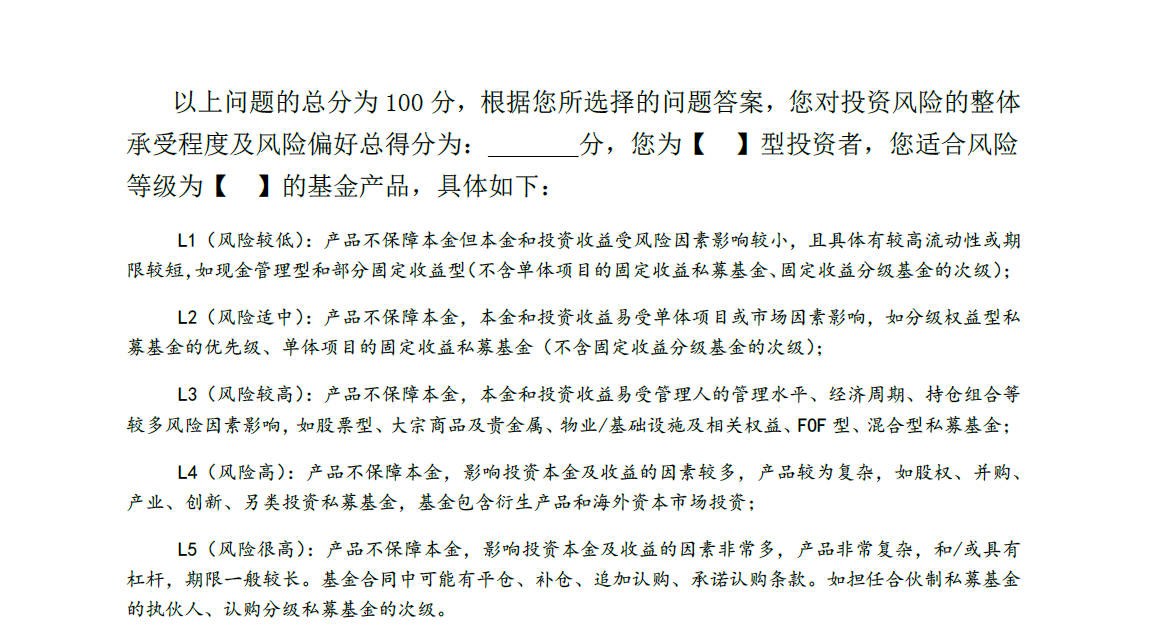 以上问题的总分为 100 分，根据您所选择的问题答案，您对投资风险的整体
承受程度及风险偏好总得分为：_______分，您为【　】型投资者，您适合风险
等级为【　】的基金产品，具体如下：
L1（风险较低）：产品不保障本金但本金和投资收益受风险因素影响较小，且具体有较高流动性或期
限较短，如现金管理型和部分固定收益型（不含单体项目的固定收益私募基金、固定收益分级基金的次级）；
L2（风险适中）：产品不保障本金，本金和投资收益易受单体项目或市场因素影响，如分级权益型私
募基金的优先级、单体项目的固定收益私募基金（不含固定收益分级基金的次级）；
L3（风险较高）：产品不保障本金，本金和投资收益易受管理人的管理水平、经济周期、持仓组合等
较多风险因素影响，如股票型、大宗商品及贵金属、物业/基础设施及相关权益、FOF 型、混合型私募基金；
L4（风险高）：产品不保障本金，影响投资本金及收益的因素较多，产品较为复杂，如股权、并购、
产业、创新、另类投资私募基金，基金包含衍生产品和海外资本市场投资；
L5（风险很高）：产品不保障本金，影响投资本金及收益的因素非常多，产品非常复杂，和/或具有
杠杆，期限一般较长。基金合同中可能有平仓、补仓、追加认购、承诺认购条款。如担任合伙制私募基金
的执伙人、认购分级私募基金的次级。